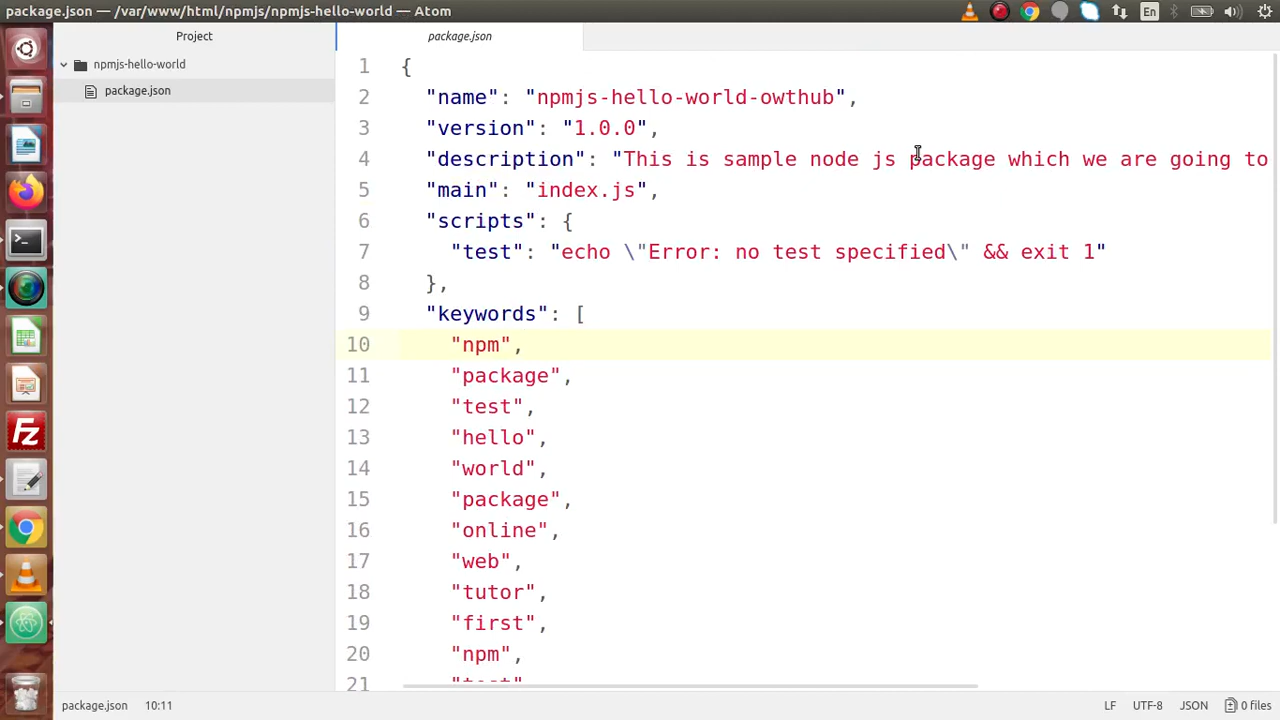 package.json — /var/www/html/npmjs/npmjs-hello-world — Atom
En
Project
package.json
npmjs-hello-world
package.json
1 {
2 "name": "npmjs-hello-world-owthub",
3 "version": "1.0.0",
4 "description": "This is sample node js package which we are going to
5 "main": "index.js",
6 "scripts": {
7 "test": "echo \"Error: no test specified\" && exit 1"
8 },
9 "keywords": [
10 "npm",
11 "package",
12 "test",
13 "hello",
14 "world",
15 "package",
16 "online",
17 "web",
18 "tutor",
19 "first",
20 "npm",
21 "test"
package.json 10:11 LF UTF-8 JSON 0 files